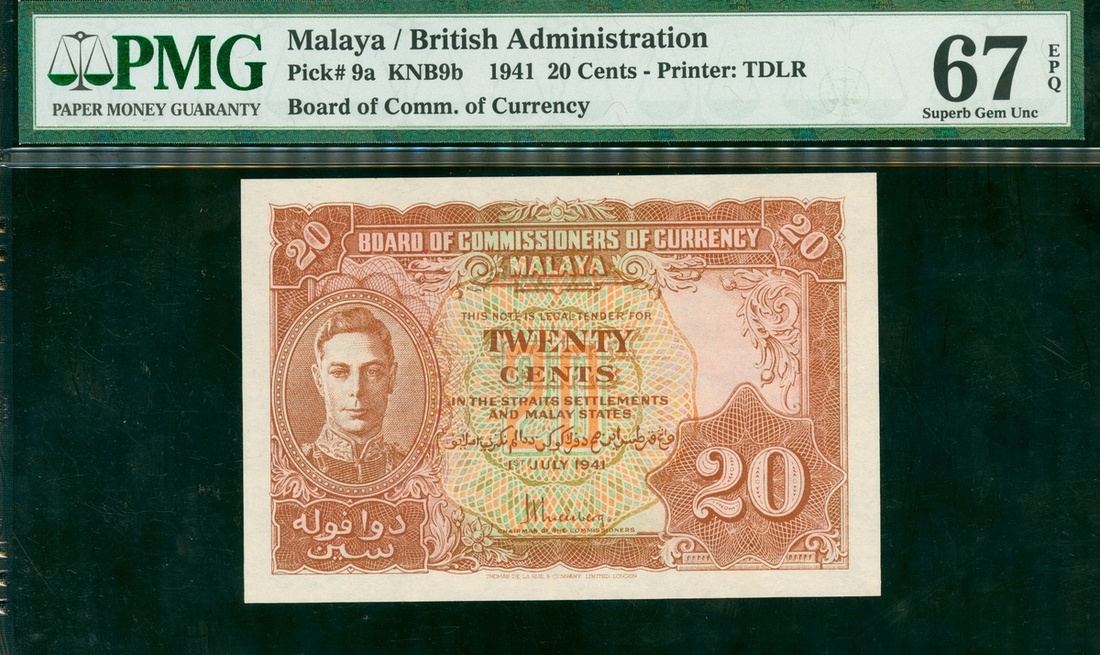 PMG
PAPER MONEY GUARANTY
Malaya / British Administration
Pick# 9a KNB9b 1941 20 Cents - Printer: TDLR
Board of Comm. of Currency
67
EPQ
Superb Gem Unc
20
20
BOARD OF COMMISSIONERS OF CURRENCY
MALAYA
THIS NOTE IS LEGAL TENDER FOR
TWENTY
CENTS
20
IN THE STRAITS SETTLEMENTS
AND MALAY STATES
1ST JULY 1941
CHAIRMAN OF THE COMMISSIONERS
20
دوا ڤوله
سين
THOMAS DE LA RUE & COMPANY LIMITED, LONDON